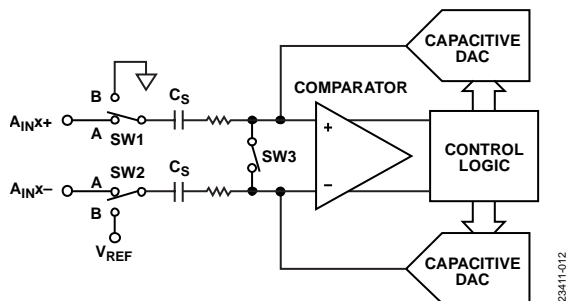 CAPACITIVE
DAC
B
CS
COMPARATOR
AINx+
A
SW1
+
SW3
CONTROL
LOGIC
AINx–
A
SW2
CS
–
B
VREF
CAPACITIVE
DAC
23411-012